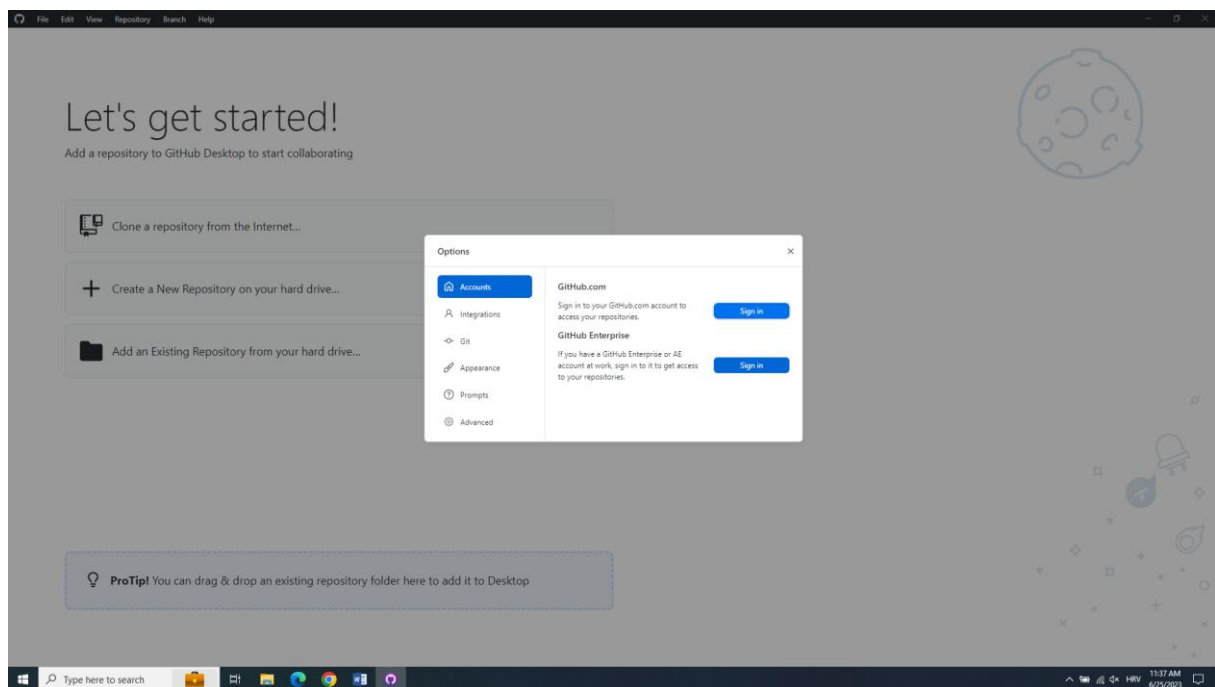 File Edit View Repository Branch Help
Let's get started!
Add a repository to GitHub Desktop to start collaborating
Clone a repository from the Internet...
Create a New Repository on your hard drive...
Add an Existing Repository from your hard drive...
Options
Accounts
Integrations
Git
Appearance
Prompts
Advanced
GitHub.com
Sign in to your GitHub.com account to
access your repositories.
Sign in
GitHub Enterprise
If you have a GitHub Enterprise or AE
account at work, sign in to it to get access
to your repositories.
Sign in
ProTip! You can drag & drop an existing repository folder here to add it to Desktop
Type here to search
HRV
11:37 AM
6/25/2023